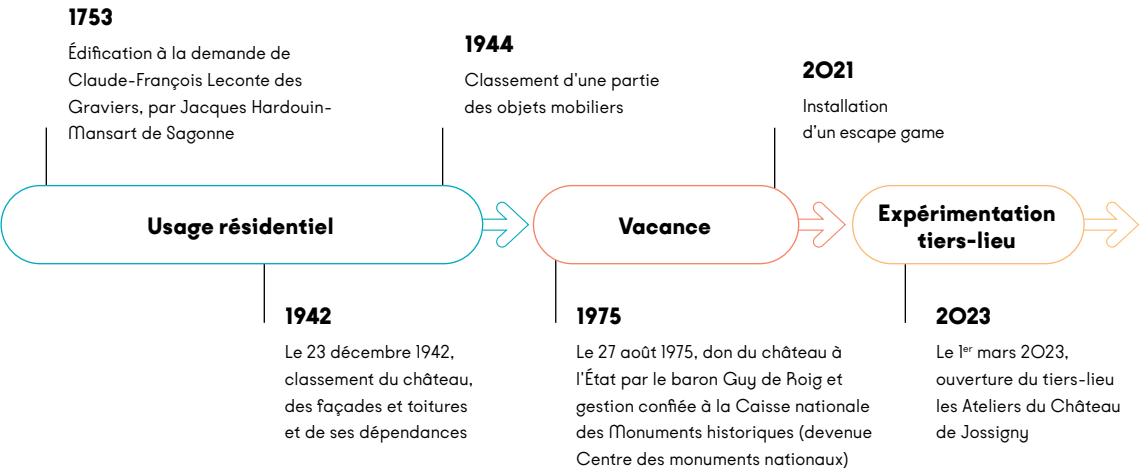 1753
Édification à la demande de
Claude-François Leconte des
Graviers, par Jacques Hardouin-
Mansart de Sagonne
1944
Classement d'une partie
des objets mobiliers
2021
Installation
d'un escape game
Usage résidentiel
Vacance
Expérimentation
tiers-lieu
1942
Le 23 décembre 1942,
classement du château,
des façades et toitures
et de ses dépendances
1975
Le 27 août 1975, don du château à
l'État par le baron Guy de Roig et
gestion confiée à la Caisse nationale
des Monuments historiques (devenue
Centre des monuments nationaux)
2023
Le 1er mars 2023,
ouverture du tiers-lieu
les Ateliers du Château
de Jossigny